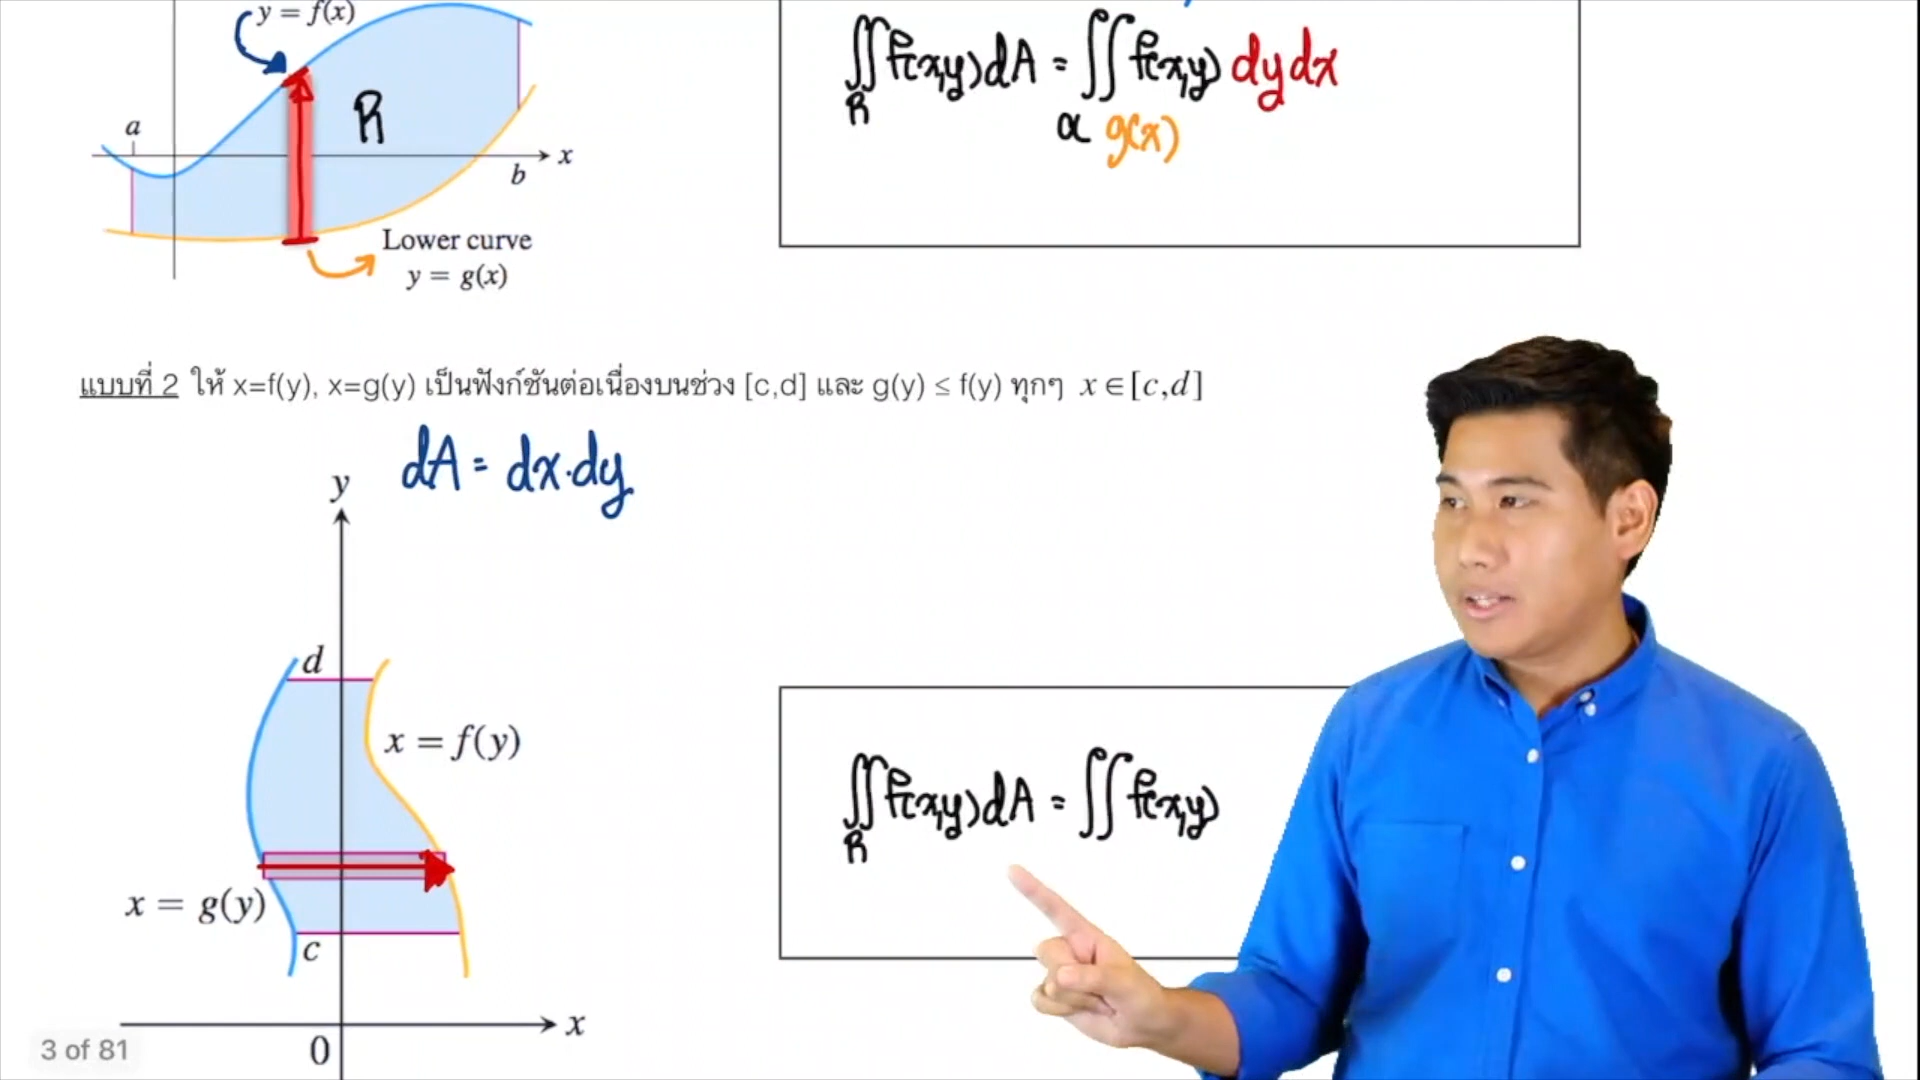 y = f(x)
R
a
x
b
Lower curve
y = g(x)
∬ f(x,y) dA = ∬ f(x,y) dy dx
R
a g(x)
แบบที่ 2 ให้ x=f(y), x=g(y) เป็นฟังก์ชันต่อเนื่องบนช่วง [c,d] และ g(y) ≤ f(y) ทุกๆ x ∈ [c,d]
dA = dx·dy
y
d
x = f(y)
x = g(y)
c
x
0
∬ f(x,y) dA = ∬ f(x,y)
R
3 of 81